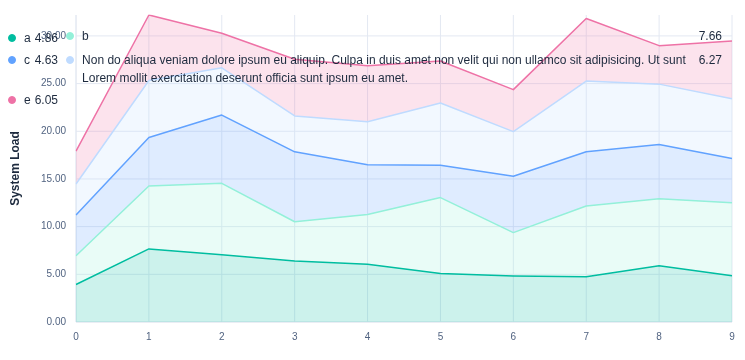 30.00
a 4.86
b 7.66
c 4.63
Non do aliqua veniam dolore ipsum eu aliquip. Culpa in duis amet non velit qui non ullamco sit adipisicing. Ut sunt 6.27
Lorem mollit exercitation deserunt officia sunt ipsum eu amet.
e 6.05
25.00
20.00
15.00
10.00
5.00
0.00
System Load
0 1 2 3 4 5 6 7 8 9